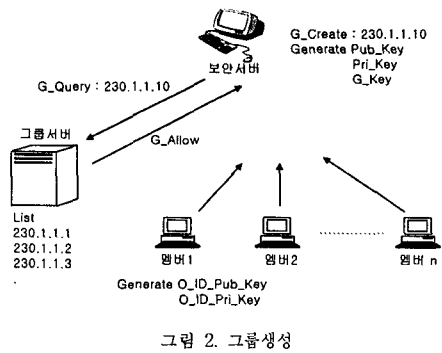 G_Create : 230.1.1.10
Generate Pub_Key
Pri_Key
G_Key
보안서버
G_Query : 230.1.1.10
그룹서버
G_Allow
List
230.1.1.1
230.1.1.2
230.1.1.3
.
멤버1
멤버2
멤버 n
Generate O_ID_Pub_Key
O_ID_Pri_Key
그림 2. 그룹생성